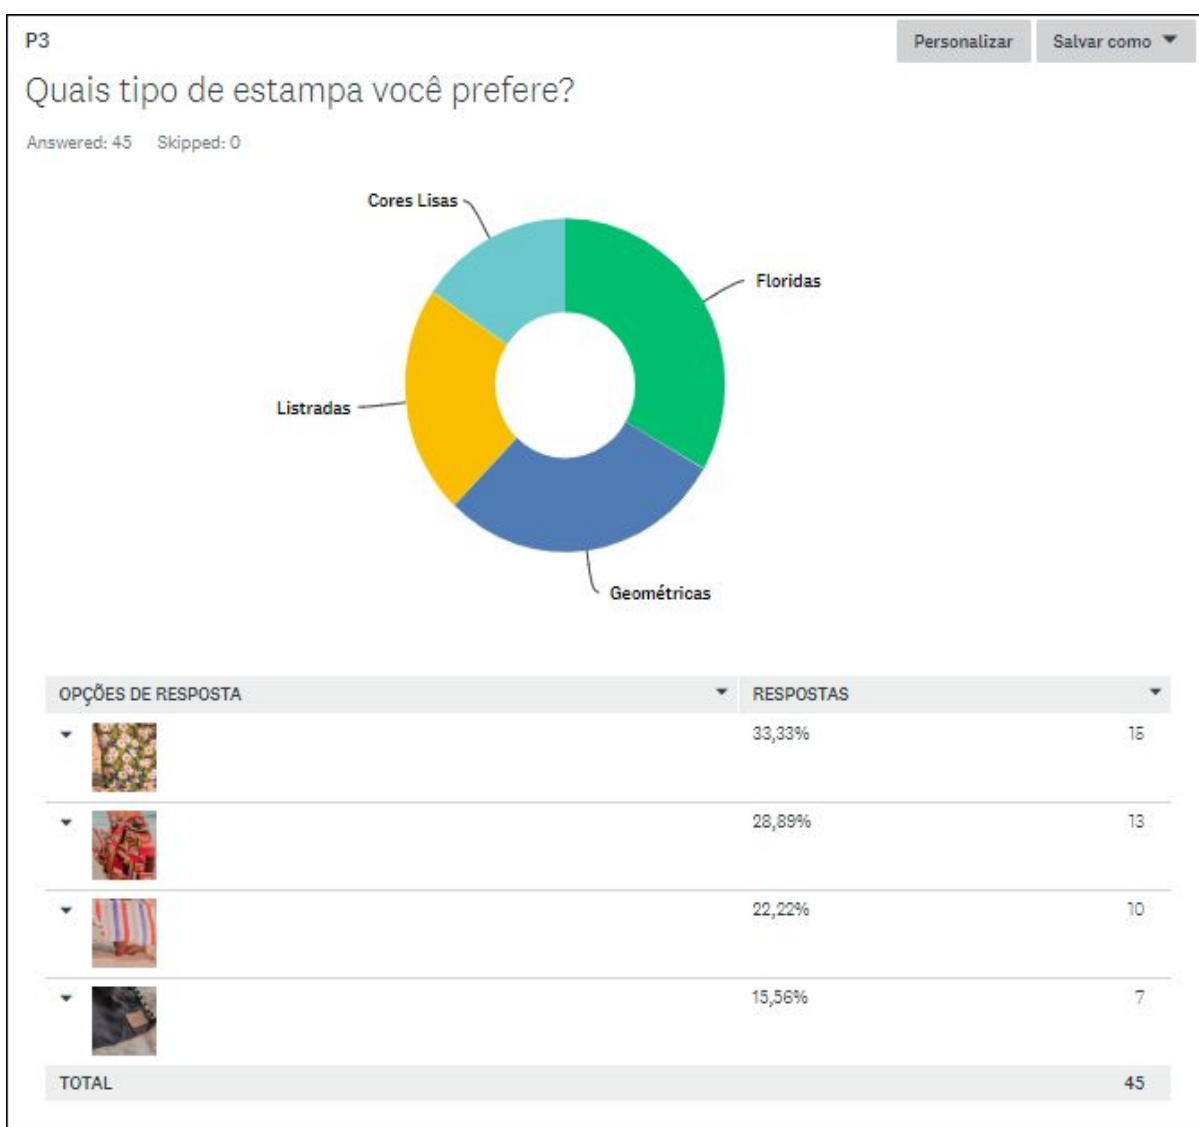 P3
Personalizar
Salvar como
Quais tipo de estampa você prefere?
Answered: 45 Skipped: 0
Cores Lisas
Floridas
Listradas
Geométricas
OPÇÕES DE RESPOSTA RESPOSTAS
33,33% 15
28,89% 13
22,22% 10
15,56% 7
TOTAL 45